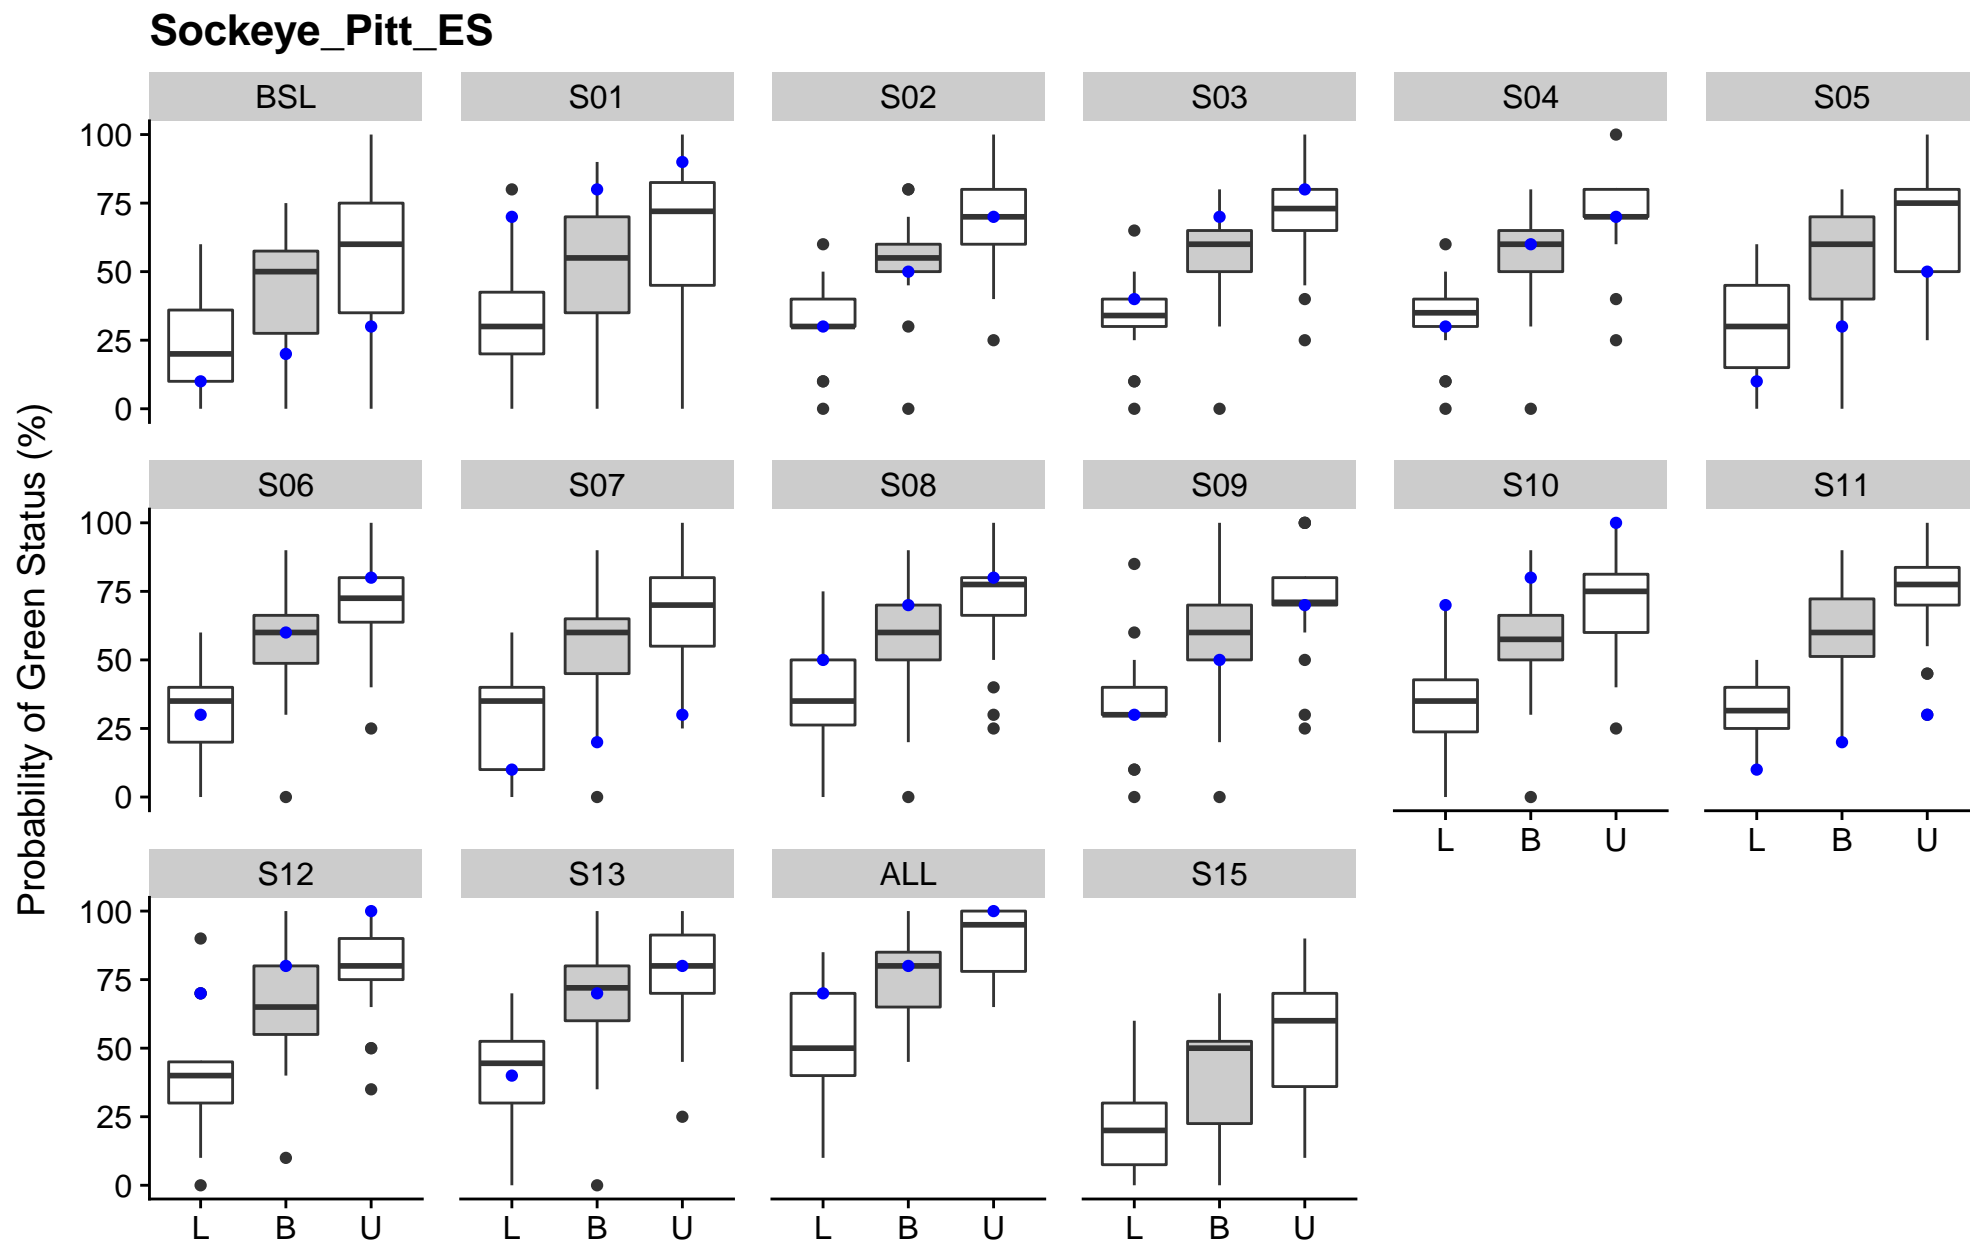 Sockeye_Pitt_ES
BSL S01 S02 S03 S04 S05
100
75
50
25
0
Probability of Green Status (%)
S06 S07 S08 S09 S10 S11
100
75
50
25
0
L B U L B U
S12 S13 ALL S15
100
75
50
25
0
L B U L B U L B U L B U